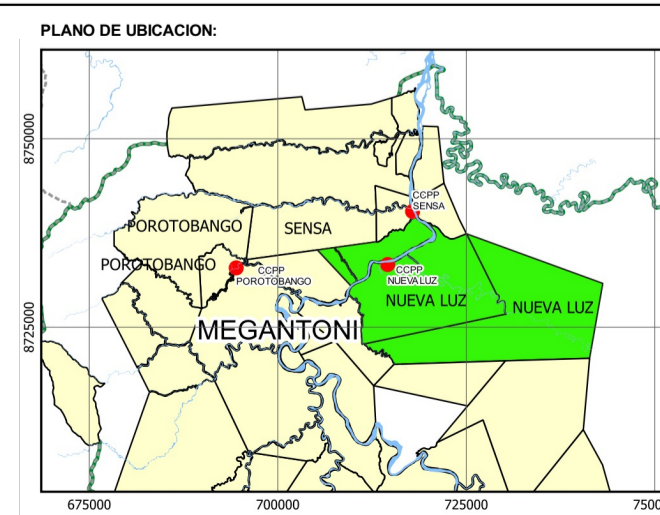 PLANO DE UBICACION:
8750000
8725000
CCPP
SENSA
POROTOBANGO
SENSA
POROTOBANGO
CCPP
POROTOBANGO
CCPP
NUEVA LUZ
NUEVA LUZ
NUEVA LUZ
MEGANTONI
675000
700000
725000